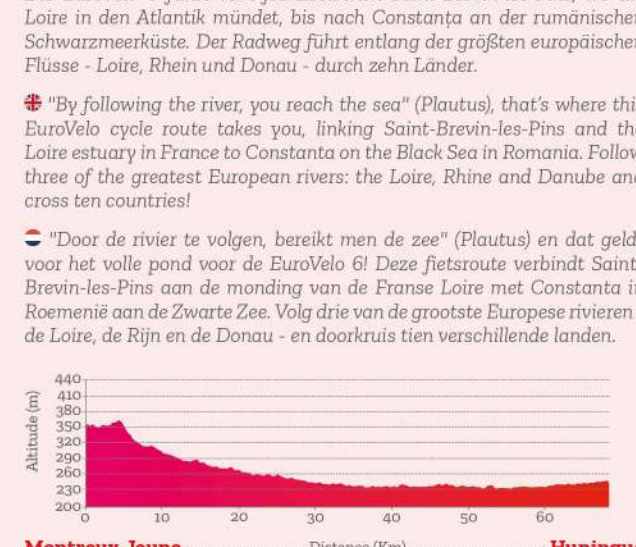 Loire in den Atlantik mündet, bis nach Constanța an der rumänischen
Schwarzmeerküste. Der Radweg führt entlang der größten europäischen
Flüsse - Loire, Rhein und Donau - durch zehn Länder.
"By following the river, you reach the sea" (Plautus), that's where this
EuroVelo cycle route takes you, linking Saint-Brevin-les-Pins and the
Loire estuary in France to Constanta on the Black Sea in Romania. Follow
three of the greatest European rivers: the Loire, Rhine and Danube and
cross ten countries!
"Door de rivier te volgen, bereikt men de zee" (Plautus) en dat geldt
voor het volle pond voor de EuroVelo 6! Deze fietsroute verbindt Saint-
Brevin-les-Pins aan de monding van de Franse Loire met Constanta in
Roemenië aan de Zwarte Zee. Volg drie van de grootste Europese rivieren -
de Loire, de Rijn en de Donau - en doorkruis tien verschillende landen.
Altitude (m)
440
410
380
350
320
290
260
230
200
0 10 20 30 40 50 60
Montreux-Jeune Distance (Km) Huningue